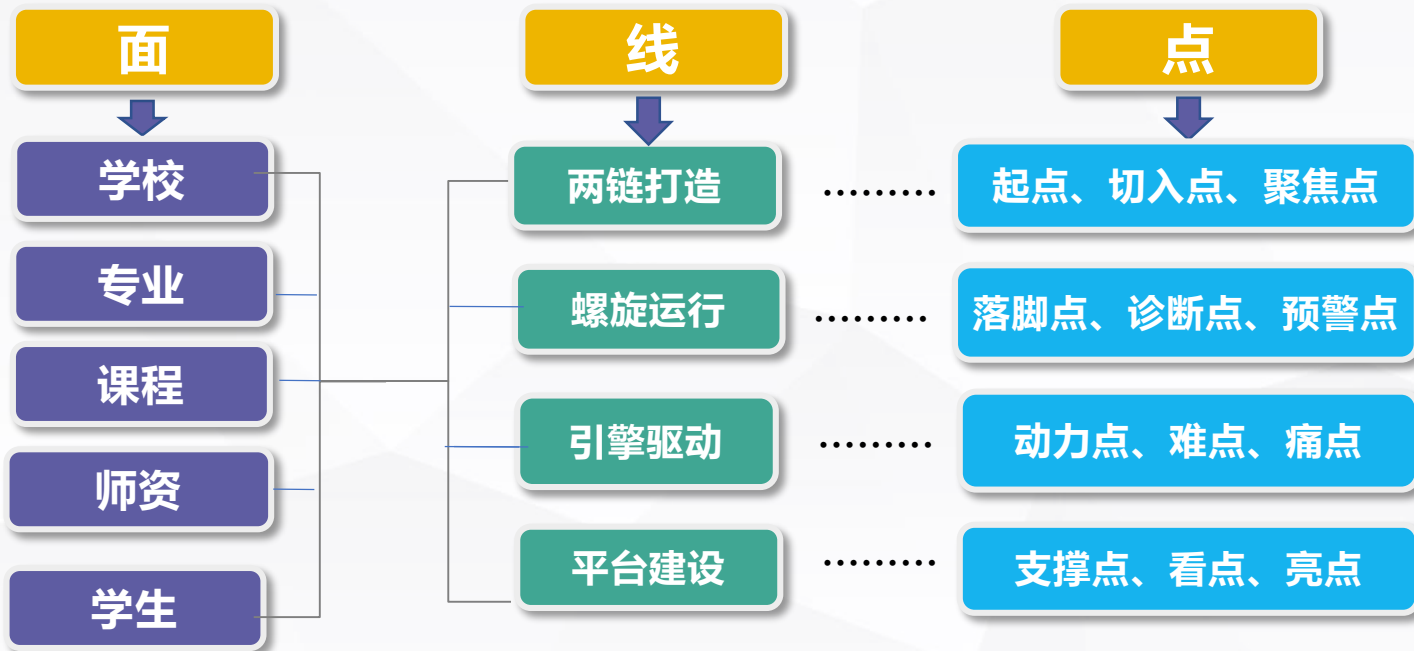 面
线
点
学校
两链打造
………
起点、切入点、聚焦点
专业
螺旋运行
………
落脚点、诊断点、预警点
课程
引擎驱动
………
动力点、难点、痛点
师资
平台建设
………
支撑点、看点、亮点
学生